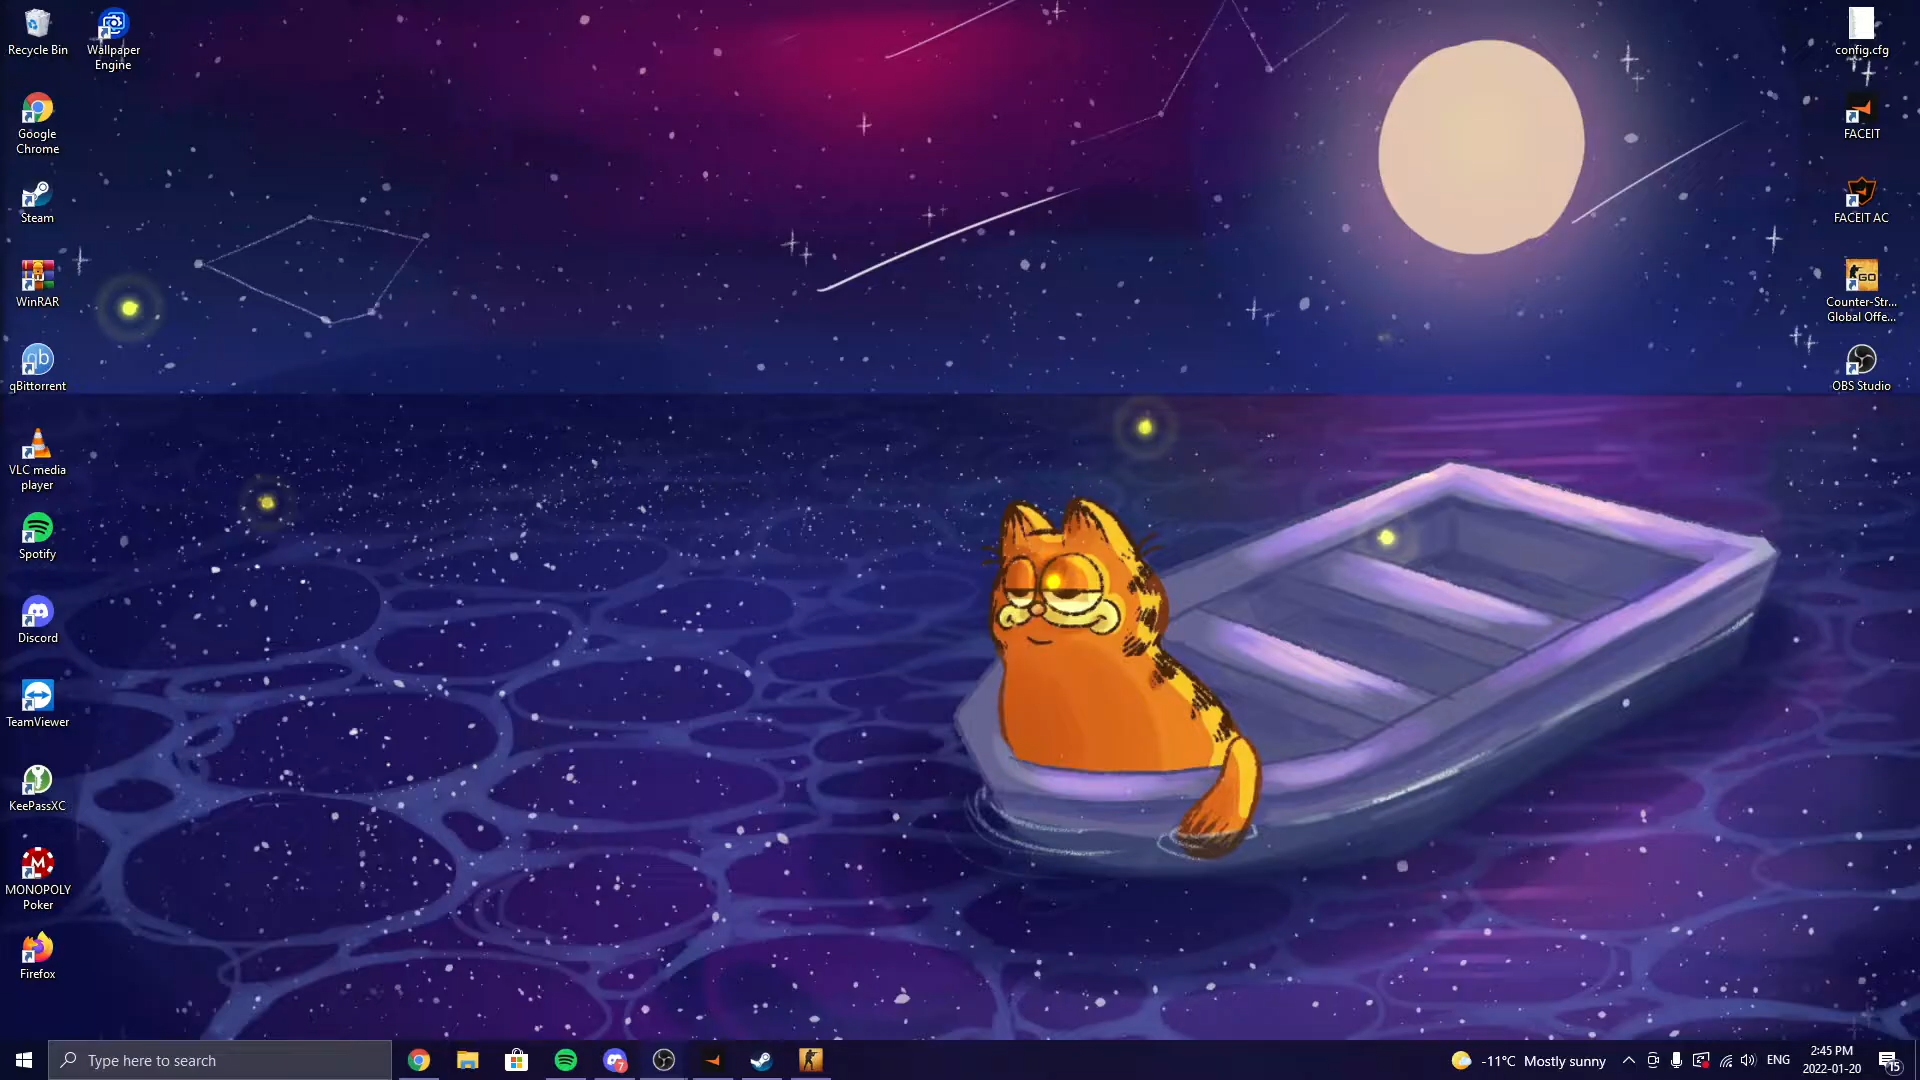 Recycle Bin
Wallpaper
Engine
Google
Chrome
Steam
WinRAR
qBittorrent
VLC media
player
Spotify
Discord
TeamViewer
KeePassXC
MONOPOLY
Poker
Firefox
config.cfg
FACEIT
FACEIT AC
GO
Counter-Str...
Global Offe...
OBS Studio
Type here to search
7
-11°C Mostly sunny
ENG
2:45 PM
2022-01-20
15